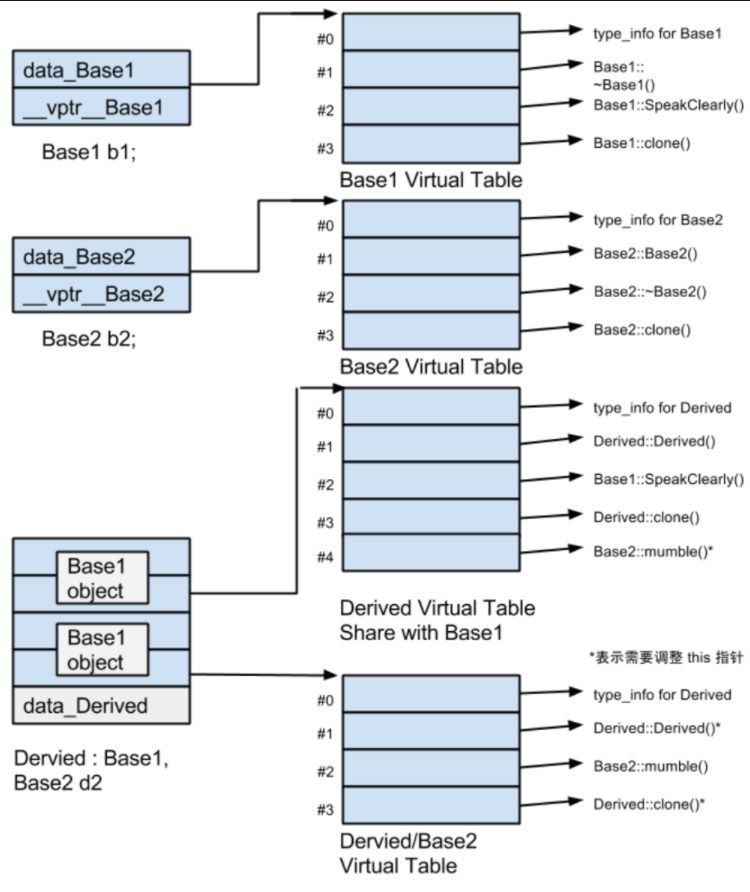 data_Base1
__vptr__Base1
Base1 b1;
#0
#1
#2
#3
type_info for Base1
Base1::
~Base1()
Base1::SpeakClearly()
Base1::clone()
Base1 Virtual Table
data_Base2
__vptr__Base2
Base2 b2;
#0
#1
#2
#3
type_info for Base2
Base2::Base2()
Base2::~Base2()
Base2::clone()
Base2 Virtual Table
#0
#1
#2
#3
#4
type_info for Derived
Derived::Derived()
Base1::SpeakClearly()
Derived::clone()
Base2::mumble()*
Derived Virtual Table
Share with Base1
Base1
object
Base1
object
data_Derived
Dervied : Base1,
Base2 d2
*表示需要调整 this 指针
#0
#1
#2
#3
type_info for Derived
Derived::Derived()*
Base2::mumble()
Derived::clone()*
Dervied/Base2
Virtual Table